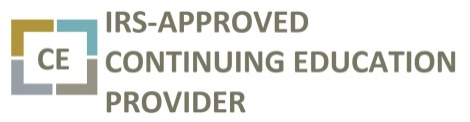 CE
IRS-APPROVED
CONTINUING EDUCATION
PROVIDER